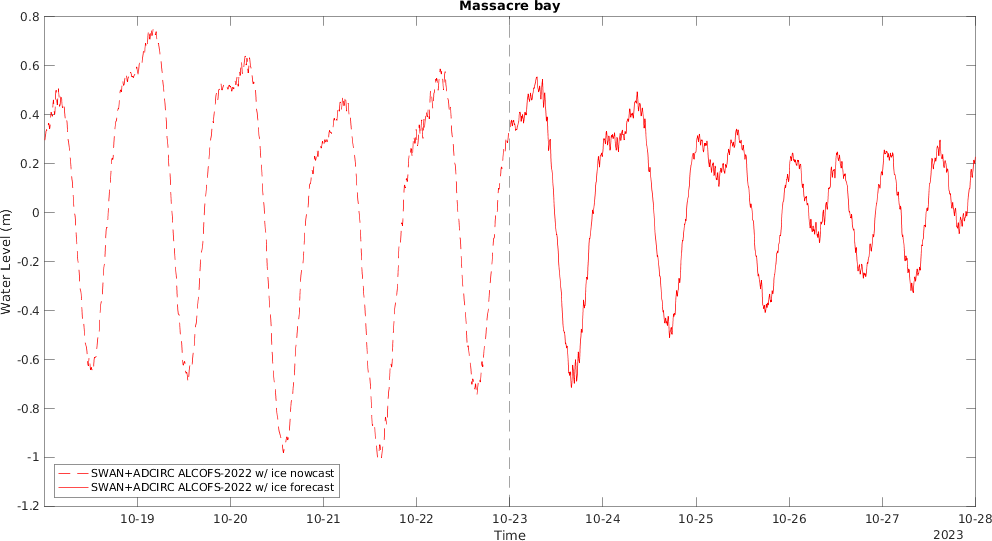 Massacre bay
Water Level (m)
0.8
0.6
0.4
0.2
0
-0.2
-0.4
-0.6
-0.8
-1
-1.2
SWAN+ADCIRC ALCOFS-2022 w/ ice nowcast
SWAN+ADCIRC ALCOFS-2022 w/ ice forecast
10-19 10-20 10-21 10-22 10-23 10-24 10-25 10-26 10-27 10-28
Time
2023